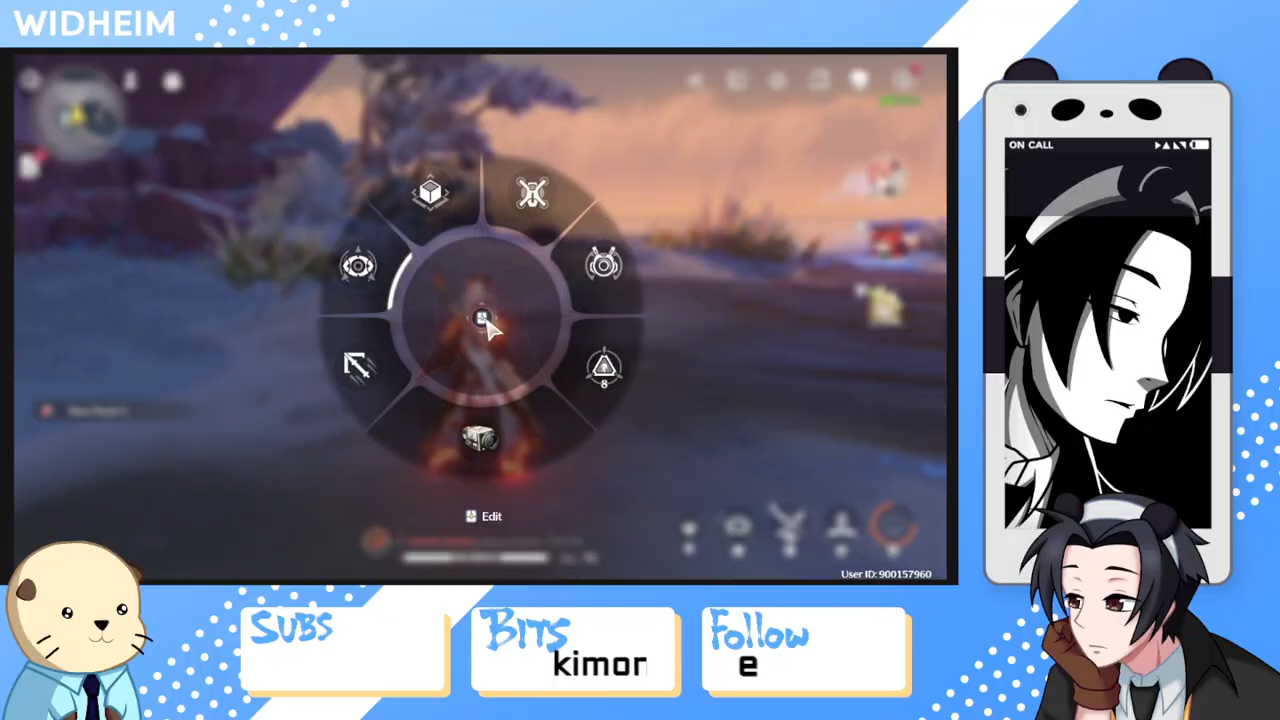 WIDHEIM
ON CALL
8
Edit
User ID: 900157960
SUBS
BITS
kimor
Follow
e